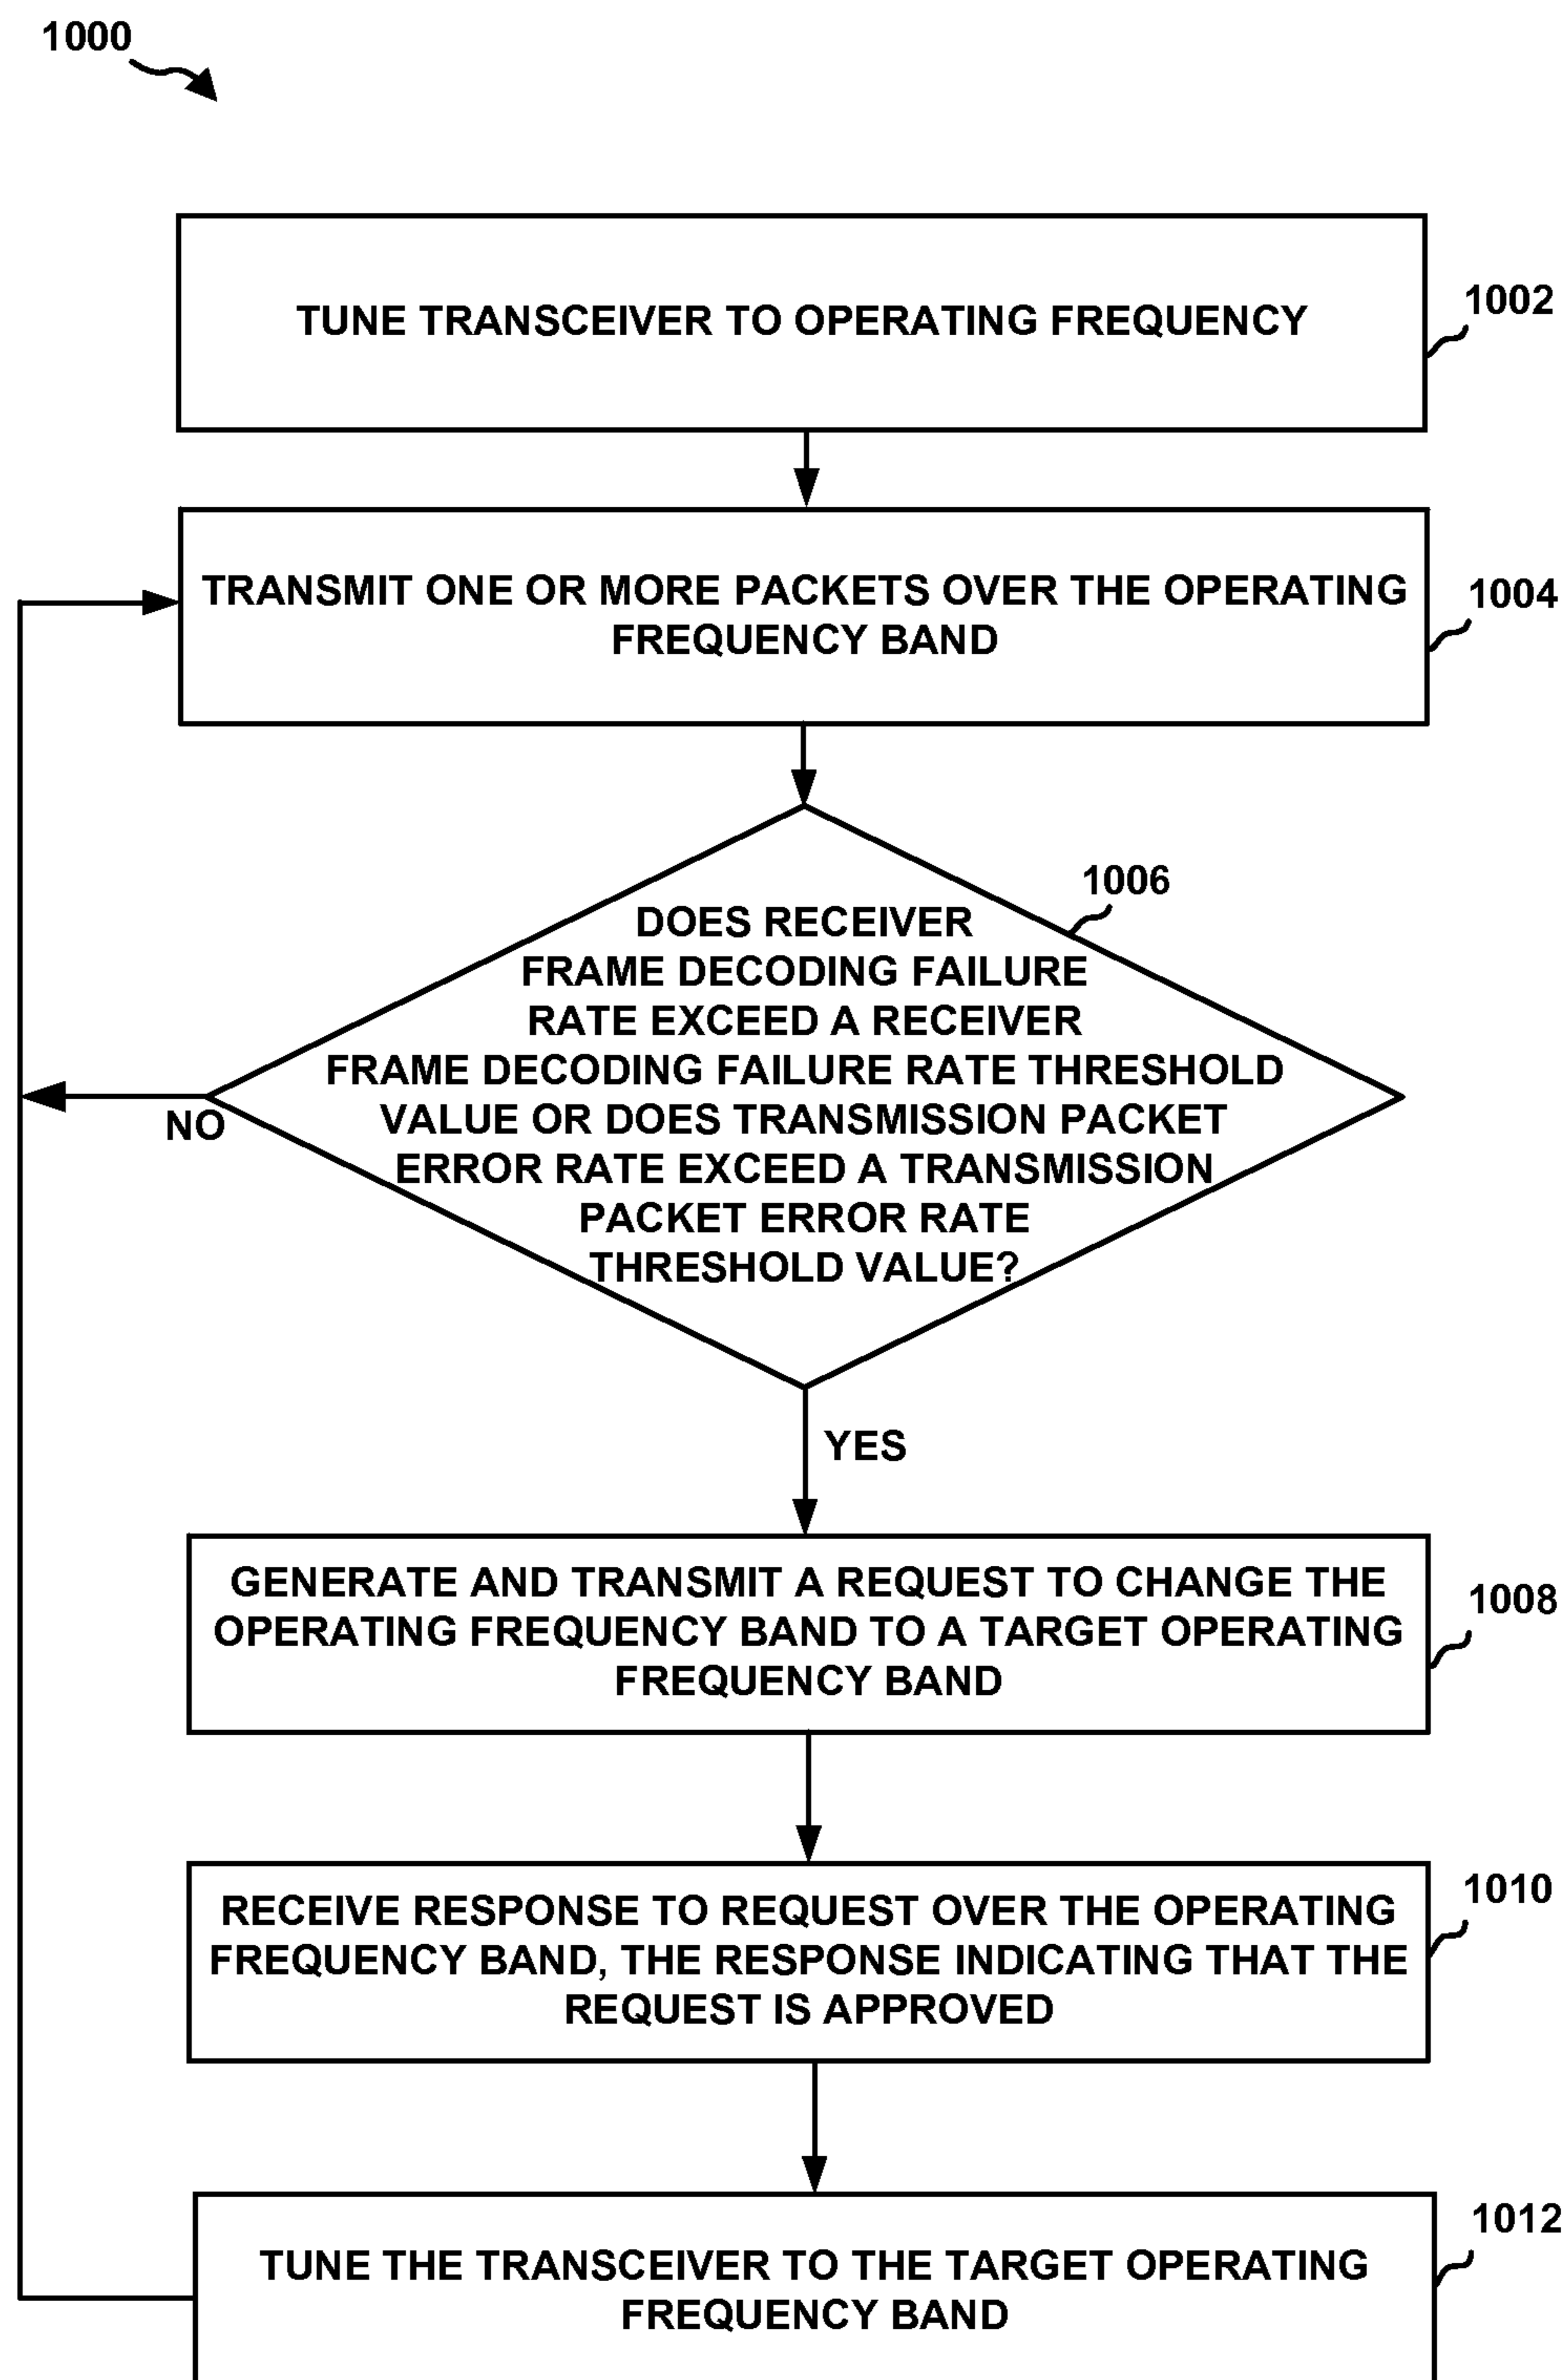 1000
TUNE TRANSCEIVER TO OPERATING FREQUENCY
1002
TRANSMIT ONE OR MORE PACKETS OVER THE OPERATING
FREQUENCY BAND
1004
1006
DOES RECEIVER
FRAME DECODING FAILURE
RATE EXCEED A RECEIVER
FRAME DECODING FAILURE RATE THRESHOLD
VALUE OR DOES TRANSMISSION PACKET
ERROR RATE EXCEED A TRANSMISSION
PACKET ERROR RATE
THRESHOLD VALUE?
NO
YES
GENERATE AND TRANSMIT A REQUEST TO CHANGE THE
OPERATING FREQUENCY BAND TO A TARGET OPERATING
FREQUENCY BAND
1008
RECEIVE RESPONSE TO REQUEST OVER THE OPERATING
FREQUENCY BAND, THE RESPONSE INDICATING THAT THE
REQUEST IS APPROVED
1010
TUNE THE TRANSCEIVER TO THE TARGET OPERATING
FREQUENCY BAND
1012